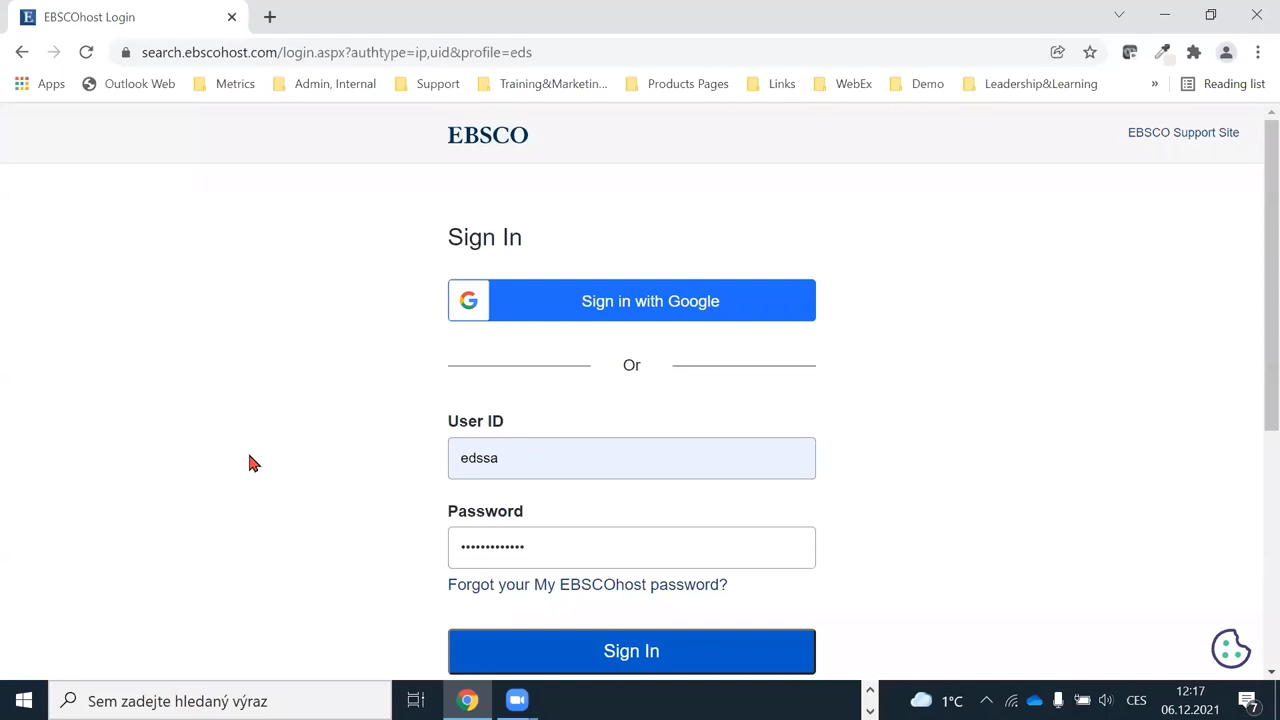 EBSCOhost Login
search.ebscohost.com/login.aspx?authtype=ip,uid&profile=eds
Apps
Outlook Web
Metrics
Admin, Internal
Support
Training&Marketin...
Products Pages
Links
WebEx
Demo
Leadership&Learning
»
Reading list
EBSCO
EBSCO Support Site
Sign In
G
Sign in with Google
Or
User ID
edssa
Password
•••••••••••••
Forgot your My EBSCOhost password?
Sign In
Sem zadejte hledaný výraz
1°C
CES
12:17
06.12.2021
7